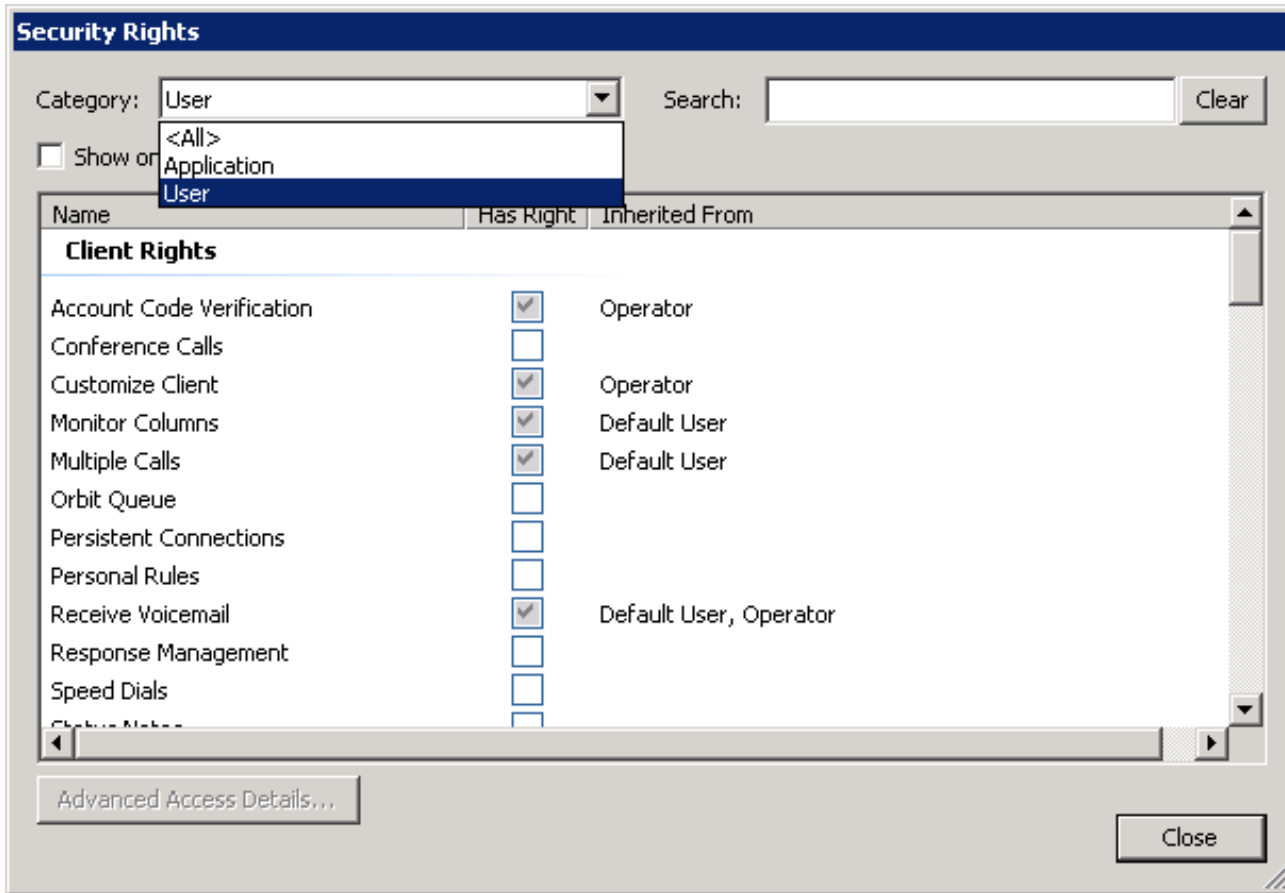 Security Rights
Category: User Search: Clear
<All>
Show on
Application
User
Name Has Right Inherited From
Client Rights
Account Code Verification Operator
Conference Calls
Customize Client Operator
Monitor Columns Default User
Multiple Calls Default User
Orbit Queue
Persistent Connections
Personal Rules
Receive Voicemail Default User, Operator
Response Management
Speed Dials
Advanced Access Details...
Close